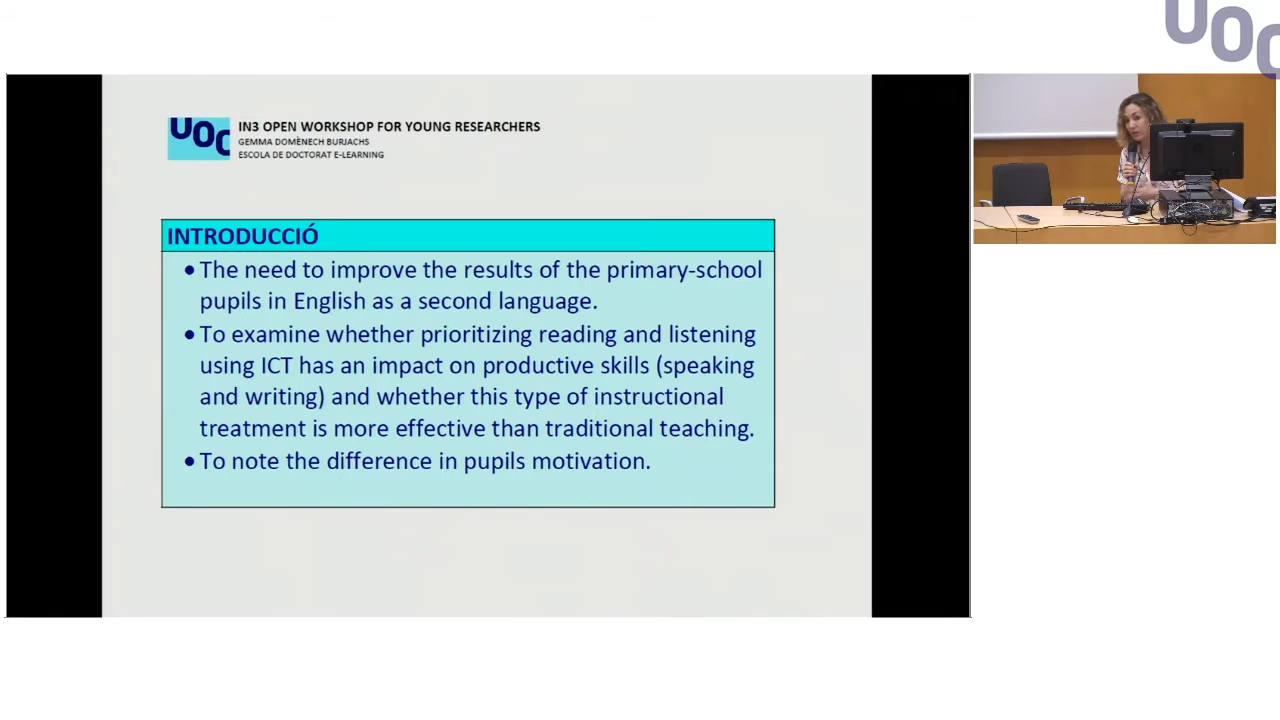 UOC
UOC
IN3 OPEN WORKSHOP FOR YOUNG RESEARCHERS
GEMMA DOMÈNECH BURJACHS
ESCOLA DE DOCTORAT E-LEARNING
INTRODUCCIÓ
• The need to improve the results of the primary-school
pupils in English as a second language.
• To examine whether prioritizing reading and listening
using ICT has an impact on productive skills (speaking
and writing) and whether this type of instructional
treatment is more effective than traditional teaching.
• To note the difference in pupils motivation.